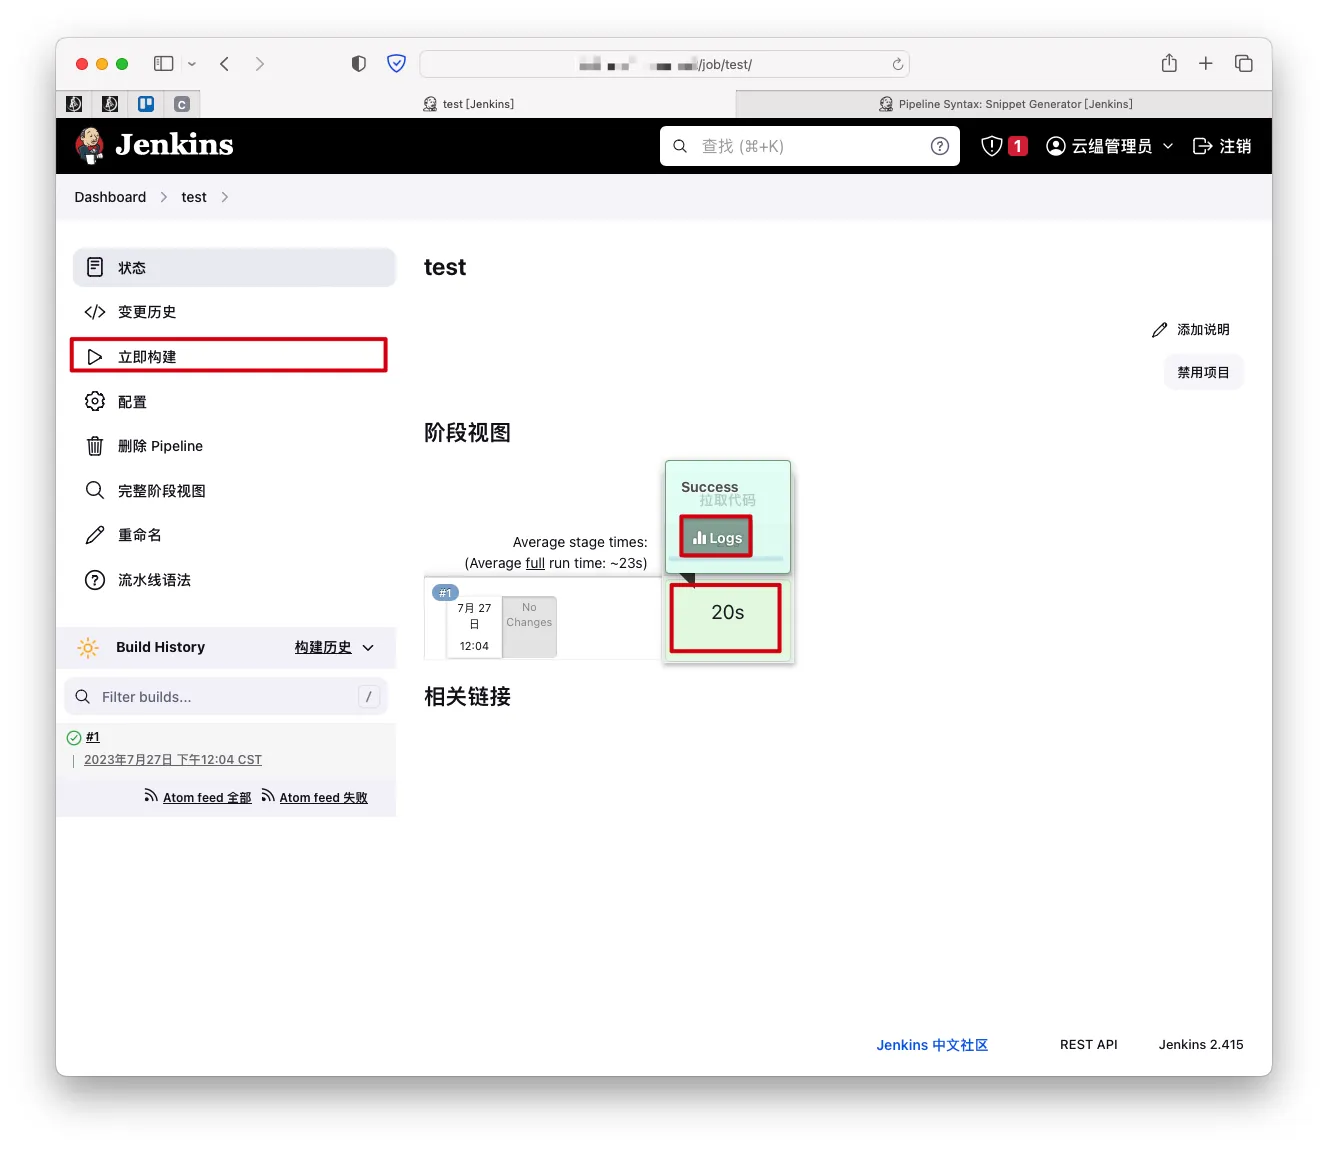 /job/test/
C
test [Jenkins]
Pipeline Syntax: Snippet Generator [Jenkins]
Jenkins
查找 (⌘+K)
?
1
云缊管理员
注销
Dashboard
test
状态
变更历史
立即构建
配置
删除 Pipeline
完整阶段视图
重命名
流水线语法
Build History
构建历史
Filter builds...
/
#1
2023年7月27日 下午12:04 CST
Atom feed 全部
Atom feed 失败
test
添加说明
禁用项目
阶段视图
Success
拉取代码
Logs
Average stage times:
(Average full run time: ~23s)
#1
7月 27
日
12:04
No
Changes
20s
相关链接
Jenkins 中文社区
REST API
Jenkins 2.415